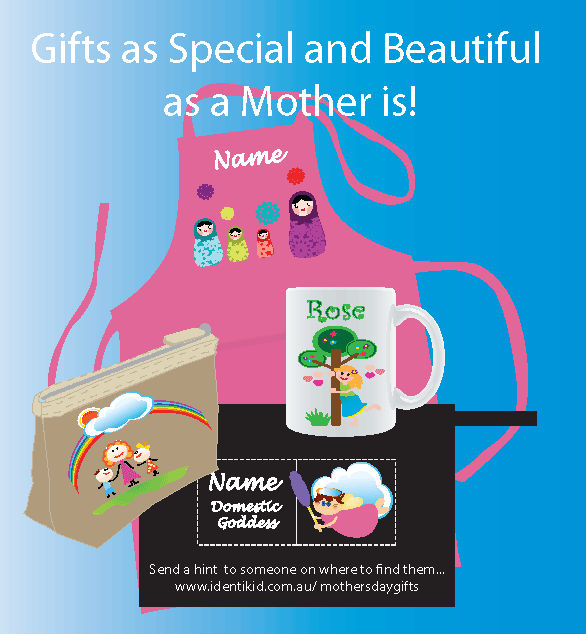 Gifts as Special and Beautiful
as a Mother is!
Name
Rose
Name
Domestic
Goddess
Send a hint to someone on where to find them...
www.identikid.com.au/ mothersdaygifts